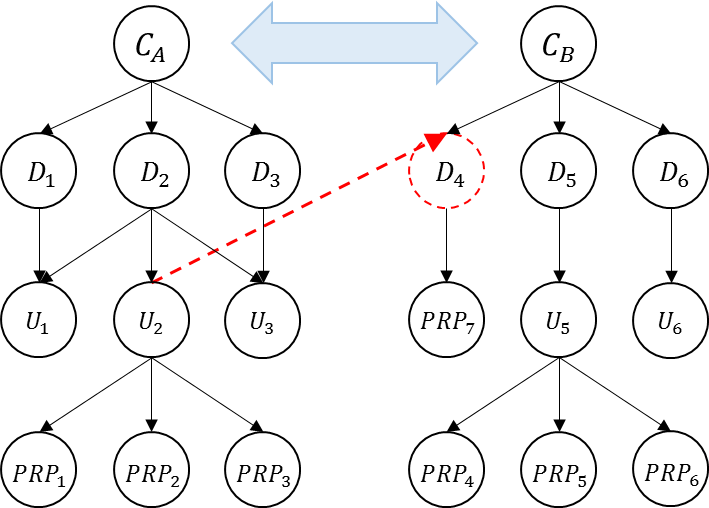 C_A C_B
D_1 D_2 D_3 D_4 D_5 D_6
U_1 U_2 U_3 PRP_7 U_5 U_6
PRP_1 PRP_2 PRP_3 PRP_4 PRP_5 PRP_6